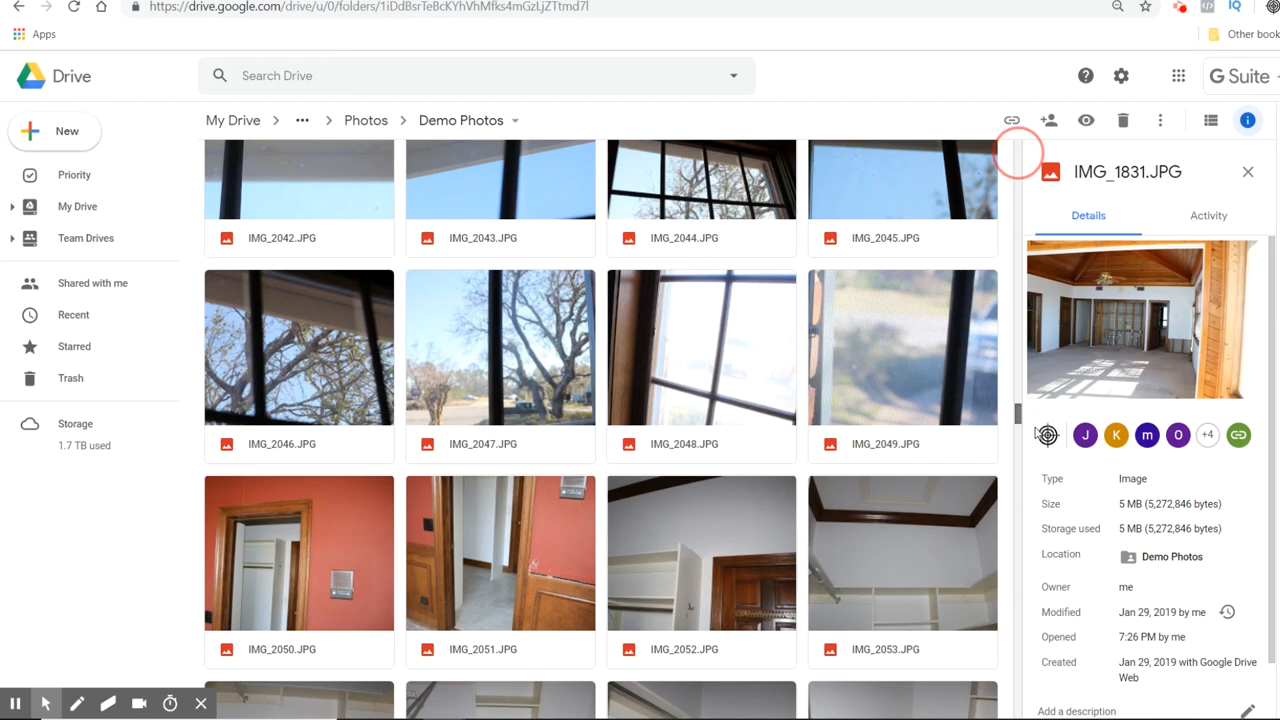 https://drive.google.com/drive/u/0/folders/1iDdBsrTeBcKYhVhMfks4mGzLjZTtmd7l
Apps
Other book
Drive
Search Drive
G Suite
New
My Drive > ... > Photos > Demo Photos
Priority
My Drive
Team Drives
Shared with me
Recent
Starred
Trash
Storage
1.7 TB used
IMG_2042.JPG
IMG_2043.JPG
IMG_2044.JPG
IMG_2045.JPG
IMG_2046.JPG
IMG_2047.JPG
IMG_2048.JPG
IMG_2049.JPG
IMG_2050.JPG
IMG_2051.JPG
IMG_2052.JPG
IMG_2053.JPG
IMG_1831.JPG
Details
Activity
J K m O +4
Type Image
Size 5 MB (5,272,846 bytes)
Storage used 5 MB (5,272,846 bytes)
Location Demo Photos
Owner me
Modified Jan 29, 2019 by me
Opened 7:26 PM by me
Created Jan 29, 2019 with Google Drive
Web
Add a description